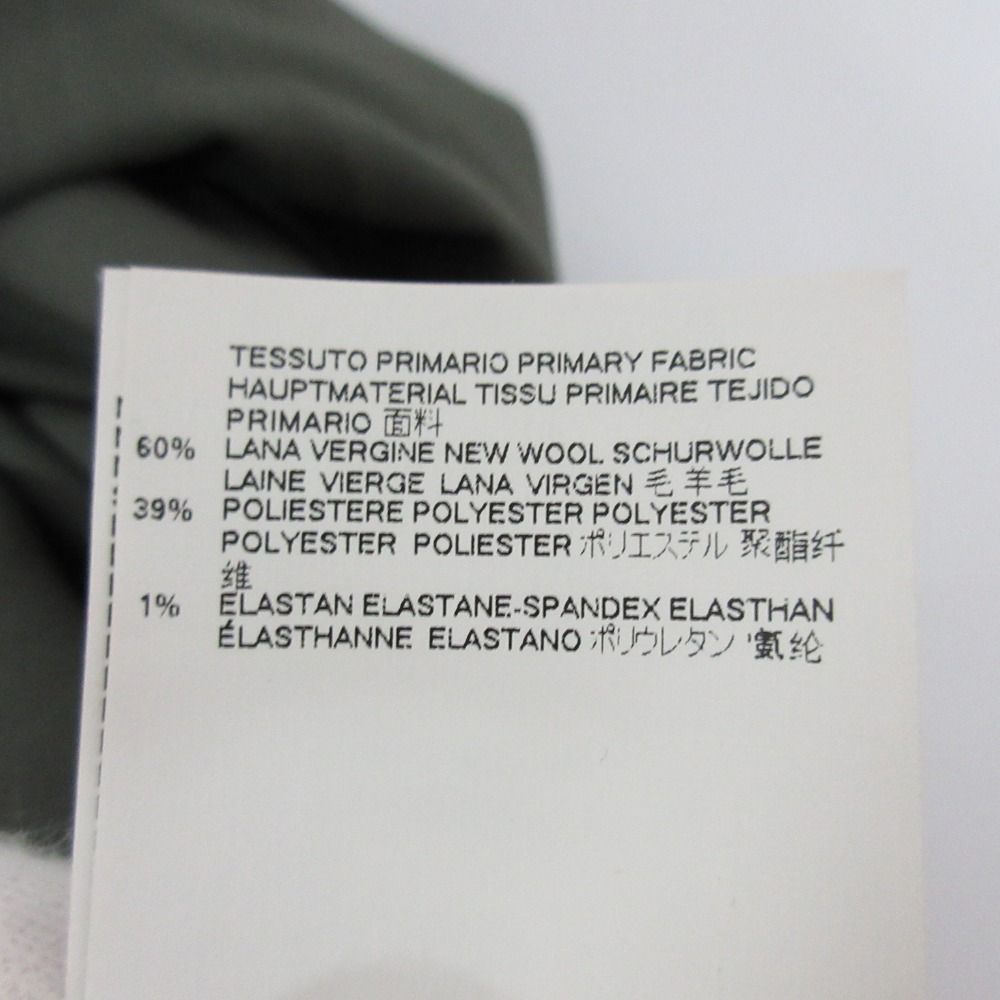 TESSUTO PRIMARIO PRIMARY FABRIC
HAUPTMATERIAL TISSU PRIMAIRE TEJIDO
PRIMARIO 面料
60% LANA VERGINE NEW WOOL SCHURWOLLE
LAINE VIERGE LANA VIRGEN 毛 羊毛
39% POLIESTERE POLYESTER POLYESTER
POLYESTER POLIESTER ポリエステル 聚酯纤
维
1% ELASTAN ELASTANE-SPANDEX ELASTHAN
ÉLASTHANNE ELASTANO ポリウレタン 氨纶